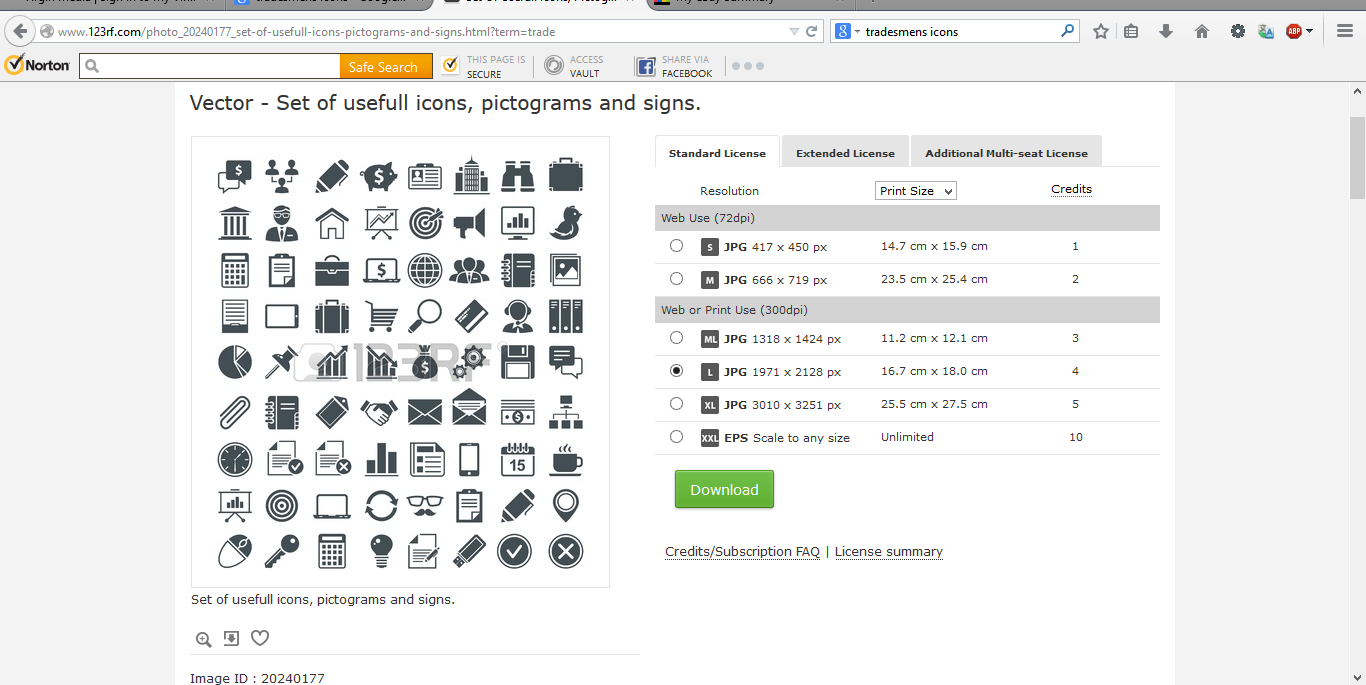 www.123rf.com/photo_20240177_set-of-usefull-icons-pictograms-and-signs.html?term=trade
tradesmens icons
ABP
Norton
Safe Search
THIS PAGE IS
SECURE
ACCESS
VAULT
SHARE VIA
FACEBOOK
Vector - Set of usefull icons, pictograms and signs.
Standard License
Extended License
Additional Multi-seat License
Resolution
Print Size
Credits
Web Use (72dpi)
S JPG 417 x 450 px 14.7 cm x 15.9 cm 1
M JPG 666 x 719 px 23.5 cm x 25.4 cm 2
Web or Print Use (300dpi)
ML JPG 1318 x 1424 px 11.2 cm x 12.1 cm 3
L JPG 1971 x 2128 px 16.7 cm x 18.0 cm 4
XL JPG 3010 x 3251 px 25.5 cm x 27.5 cm 5
XXL EPS Scale to any size Unlimited 10
Download
Credits/Subscription FAQ | License summary
123RF
15
Set of usefull icons, pictograms and signs.
Image ID : 20240177